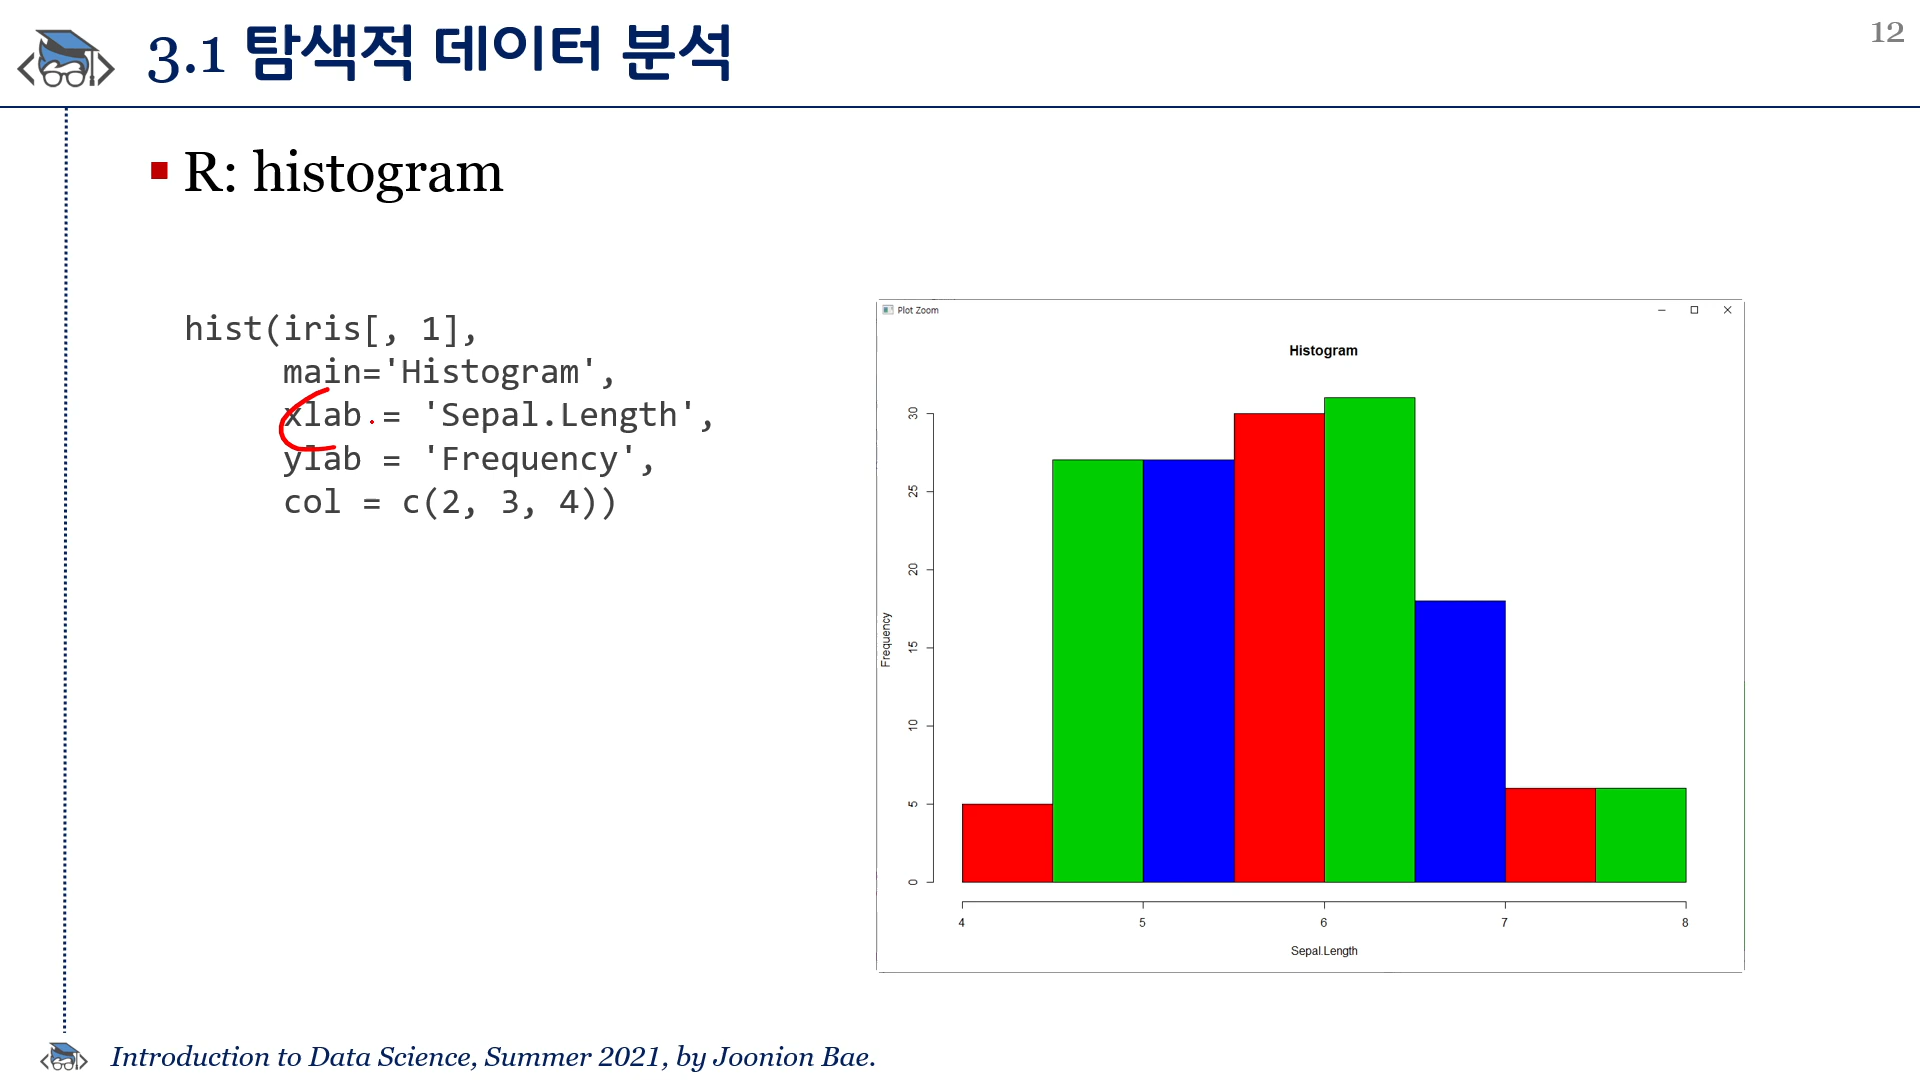 3.1 탐색적 데이터 분석
12
R: histogram
hist(iris[, 1],
main='Histogram',
xlab = 'Sepal.Length',
ylab = 'Frequency',
col = c(2, 3, 4))
Plot Zoom
Histogram
Frequency
30
25
20
15
10
5
0
4 5 6 7 8
Sepal.Length
Introduction to Data Science, Summer 2021, by Joonion Bae.